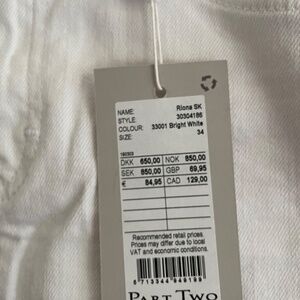 NAME: Riona SK
STYLE: 30304186
COLOUR: 33001 Bright White
SIZE: 34
DKK 650,00 NOK 850,00
SEK 850,00 GBP 69,95
€ 84,95 CAD 129,00
Recommended retail prices.
Prices may differ due to local
VAT and economic conditions.
PART TWO